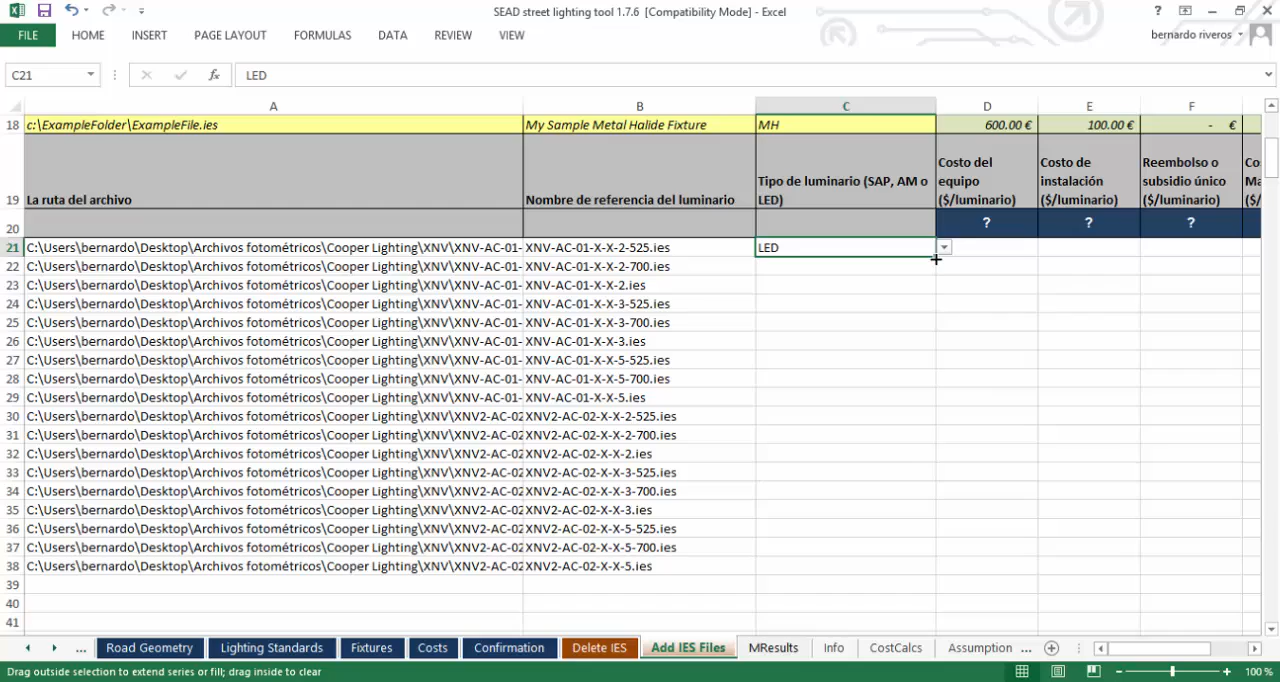 SEAD street lighting tool 1.7.6 [Compatibility Mode] - Excel
?
FILE HOME INSERT PAGE LAYOUT FORMULAS DATA REVIEW VIEW
bernardo riveros
C21
fx
LED
A B C D E F
18 c:\ExampleFolder\ExampleFile.ies My Sample Metal Halide Fixture MH 600.00 € 100.00 € - €
19 La ruta del archivo Nombre de referencia del luminario Tipo de luminario (SAP, AM o LED) Costo del equipo ($/luminario) Costo de instalación ($/luminario) Reembolso o subsidio único ($/luminario) Co Ma ($/
20 ? ? ?
21 C:\Users\bernardo\Desktop\Archivos fotométricos\Cooper Lighting\XNV\XNV-AC-01- XNV-AC-01-X-X-2-525.ies LED
22 C:\Users\bernardo\Desktop\Archivos fotométricos\Cooper Lighting\XNV\XNV-AC-01- XNV-AC-01-X-X-2-700.ies
23 C:\Users\bernardo\Desktop\Archivos fotométricos\Cooper Lighting\XNV\XNV-AC-01- XNV-AC-01-X-X-2.ies
24 C:\Users\bernardo\Desktop\Archivos fotométricos\Cooper Lighting\XNV\XNV-AC-01- XNV-AC-01-X-X-3-525.ies
25 C:\Users\bernardo\Desktop\Archivos fotométricos\Cooper Lighting\XNV\XNV-AC-01- XNV-AC-01-X-X-3-700.ies
26 C:\Users\bernardo\Desktop\Archivos fotométricos\Cooper Lighting\XNV\XNV-AC-01- XNV-AC-01-X-X-3.ies
27 C:\Users\bernardo\Desktop\Archivos fotométricos\Cooper Lighting\XNV\XNV-AC-01- XNV-AC-01-X-X-5-525.ies
28 C:\Users\bernardo\Desktop\Archivos fotométricos\Cooper Lighting\XNV\XNV-AC-01- XNV-AC-01-X-X-5-700.ies
29 C:\Users\bernardo\Desktop\Archivos fotométricos\Cooper Lighting\XNV\XNV-AC-01- XNV-AC-01-X-X-5.ies
30 C:\Users\bernardo\Desktop\Archivos fotométricos\Cooper Lighting\XNV\XNV2-AC-02 XNV2-AC-02-X-X-2-525.ies
31 C:\Users\bernardo\Desktop\Archivos fotométricos\Cooper Lighting\XNV\XNV2-AC-02 XNV2-AC-02-X-X-2-700.ies
32 C:\Users\bernardo\Desktop\Archivos fotométricos\Cooper Lighting\XNV\XNV2-AC-02 XNV2-AC-02-X-X-2.ies
33 C:\Users\bernardo\Desktop\Archivos fotométricos\Cooper Lighting\XNV\XNV2-AC-02 XNV2-AC-02-X-X-3-525.ies
34 C:\Users\bernardo\Desktop\Archivos fotométricos\Cooper Lighting\XNV\XNV2-AC-02 XNV2-AC-02-X-X-3-700.ies
35 C:\Users\bernardo\Desktop\Archivos fotométricos\Cooper Lighting\XNV\XNV2-AC-02 XNV2-AC-02-X-X-3.ies
36 C:\Users\bernardo\Desktop\Archivos fotométricos\Cooper Lighting\XNV\XNV2-AC-02 XNV2-AC-02-X-X-5-525.ies
37 C:\Users\bernardo\Desktop\Archivos fotométricos\Cooper Lighting\XNV\XNV2-AC-02 XNV2-AC-02-X-X-5-700.ies
38 C:\Users\bernardo\Desktop\Archivos fotométricos\Cooper Lighting\XNV\XNV2-AC-02 XNV2-AC-02-X-X-5.ies
39
40
41
... Road Geometry Lighting Standards Fixtures Costs Confirmation Delete IES Add IES Files MResults Info CostCalcs Assumption ...
Drag outside selection to extend series or fill; drag inside to clear 100 %